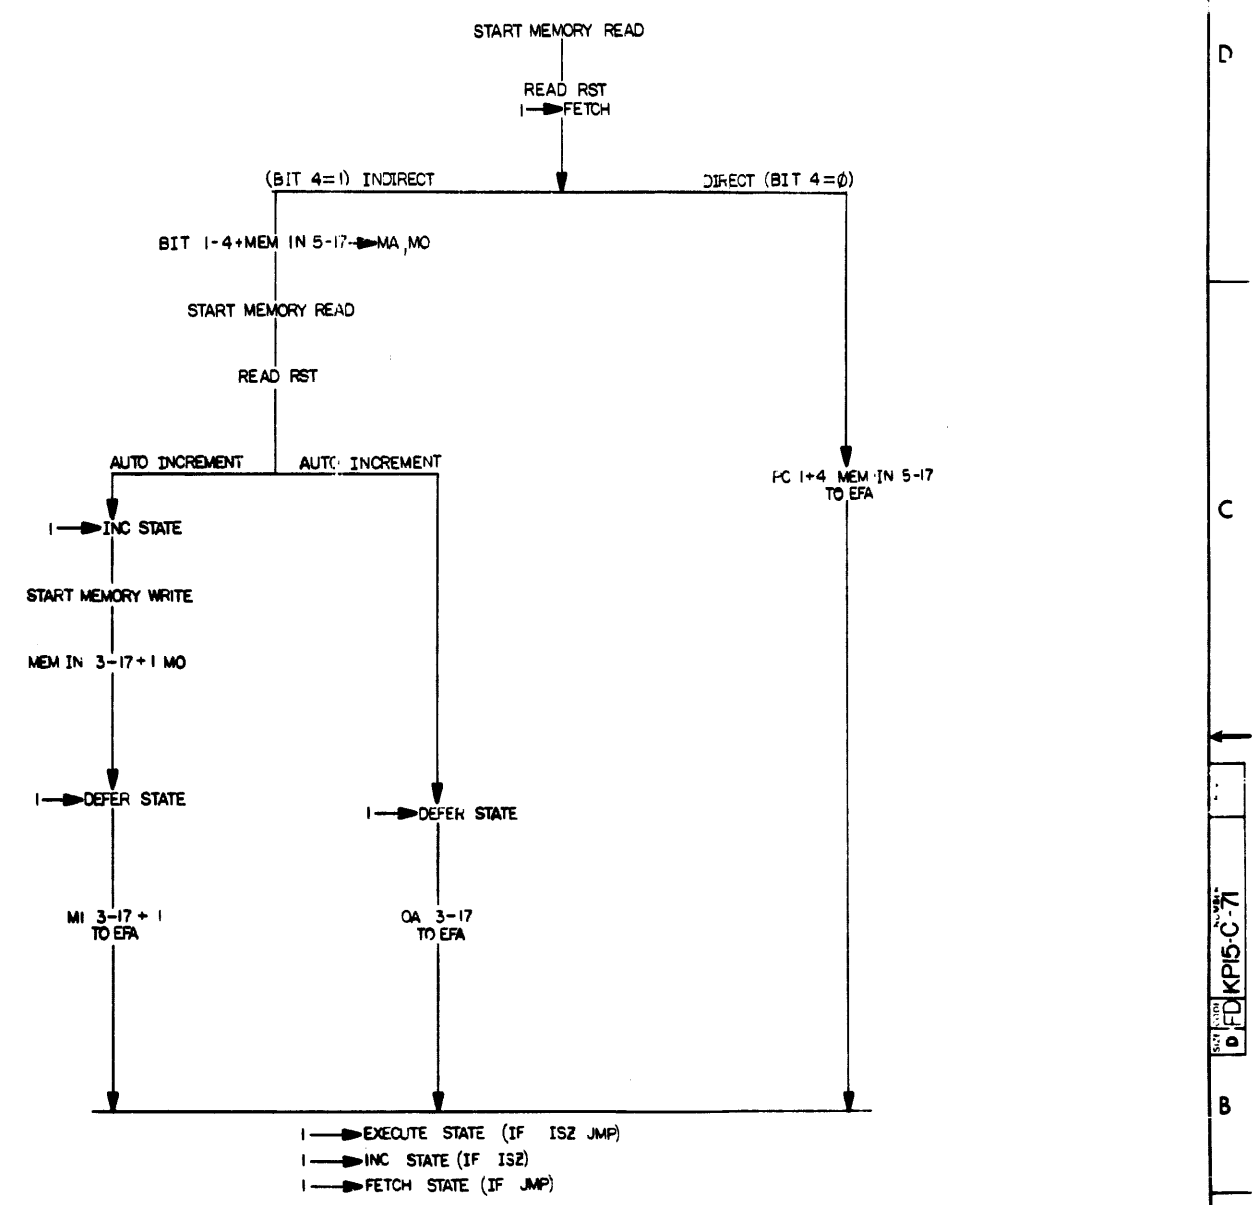 START MEMORY READ
D
READ RST
1→FETCH
(BIT 4=1) INDIRECT
DIRECT (BIT 4=0)
BIT 1-4+MEM IN 5-17→MA,MO
START MEMORY READ
READ RST
AUTO INCREMENT
AUTO INCREMENT
PC 1+4 MEM IN 5-17
TO EFA
C
1→INC STATE
START MEMORY WRITE
MEM IN 3-17+1 MO
1→DEFER STATE
1→DEFER STATE
MI 3-17 + 1
TO EFA
OA 3-17
TO EFA
NUMBER
KP15-C-71
CODE
FD
SIZE
D
B
1→EXECUTE STATE (IF ISZ JMP)
1→INC STATE (IF ISZ)
1→FETCH STATE (IF JMP)